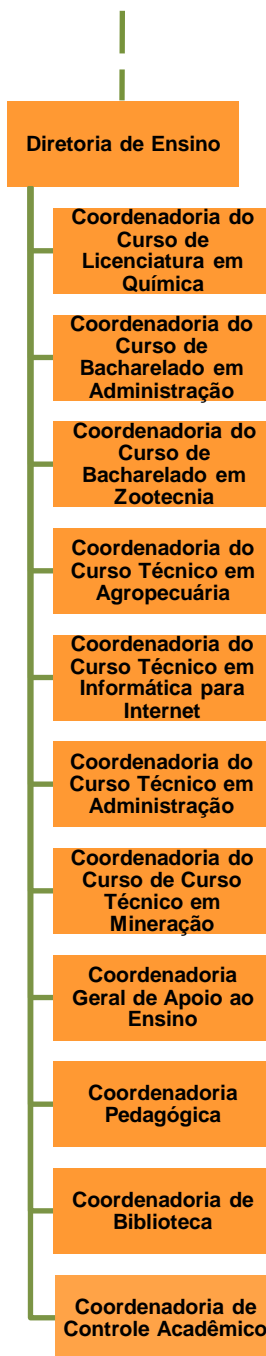 Diretoria de Ensino
Coordenadoria do
Curso de
Licenciatura em
Química
Coordenadoria do
Curso de
Bacharelado em
Administração
Coordenadoria do
Curso de
Bacharelado em
Zootecnia
Coordenadoria do
Curso Técnico em
Agropecuária
Coordenadoria do
Curso Técnico em
Informática para
Internet
Coordenadoria do
Curso Técnico em
Administração
Coordenadoria do
Curso de Curso
Técnico em
Mineração
Coordenadoria
Geral de Apoio ao
Ensino
Coordenadoria
Pedagógica
Coordenadoria de
Biblioteca
Coordenadoria de
Controle Acadêmico